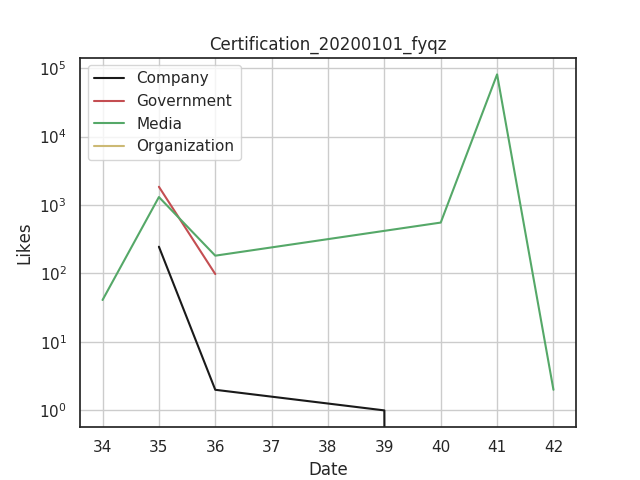 Certification_20200101_fyqz
Company
Government
Media
Organization
Likes
10^5
10^4
10^3
10^2
10^1
10^0
34 35 36 37 38 39 40 41 42
Date